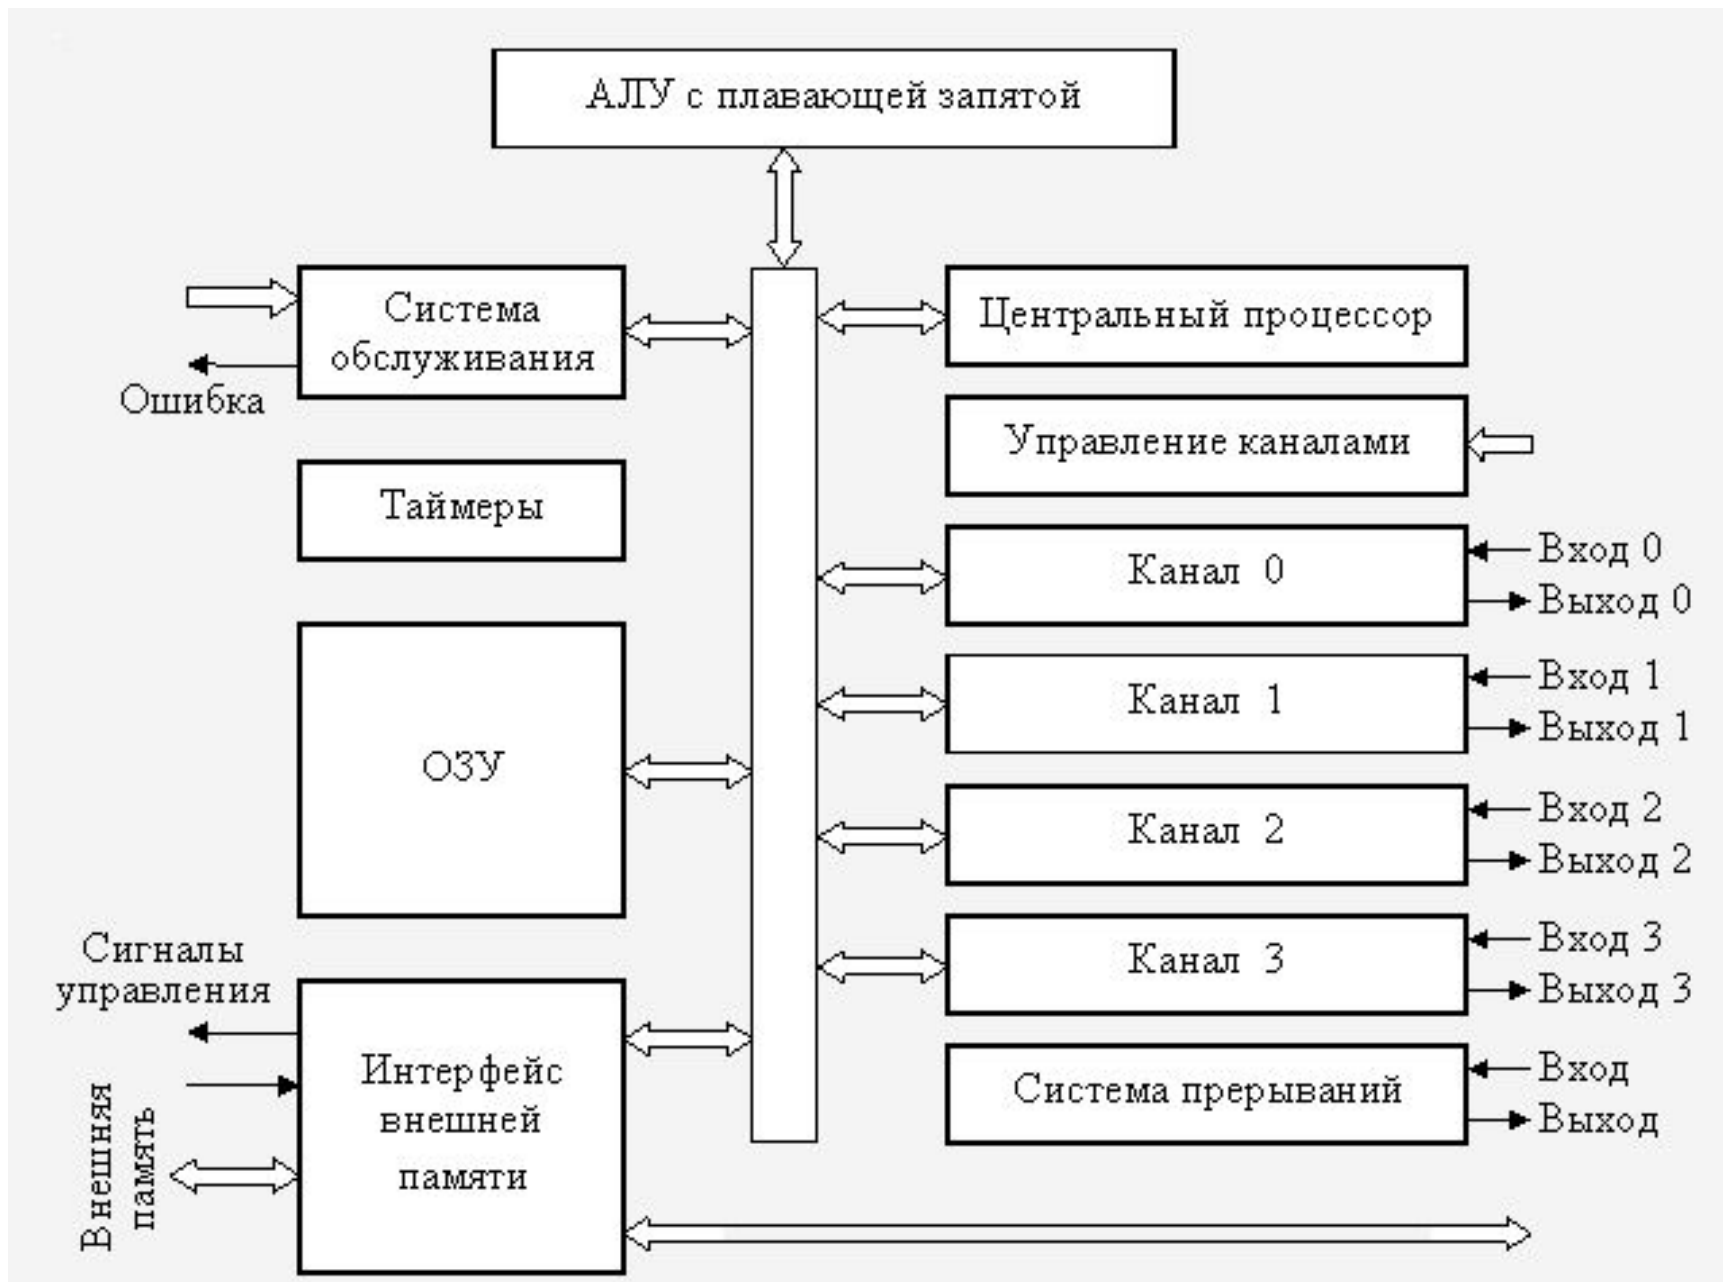 АЛУ с плавающей запятой
Система
обслуживания
Ошибка
Таймеры
ОЗУ
Сигналы
управления
Внешняя
память
Интерфейс
внешней
памяти
Центральный процессор
Управление каналами
Канал 0
Вход 0
Выход 0
Канал 1
Вход 1
Выход 1
Канал 2
Вход 2
Выход 2
Канал 3
Вход 3
Выход 3
Система прерываний
Вход
Выход